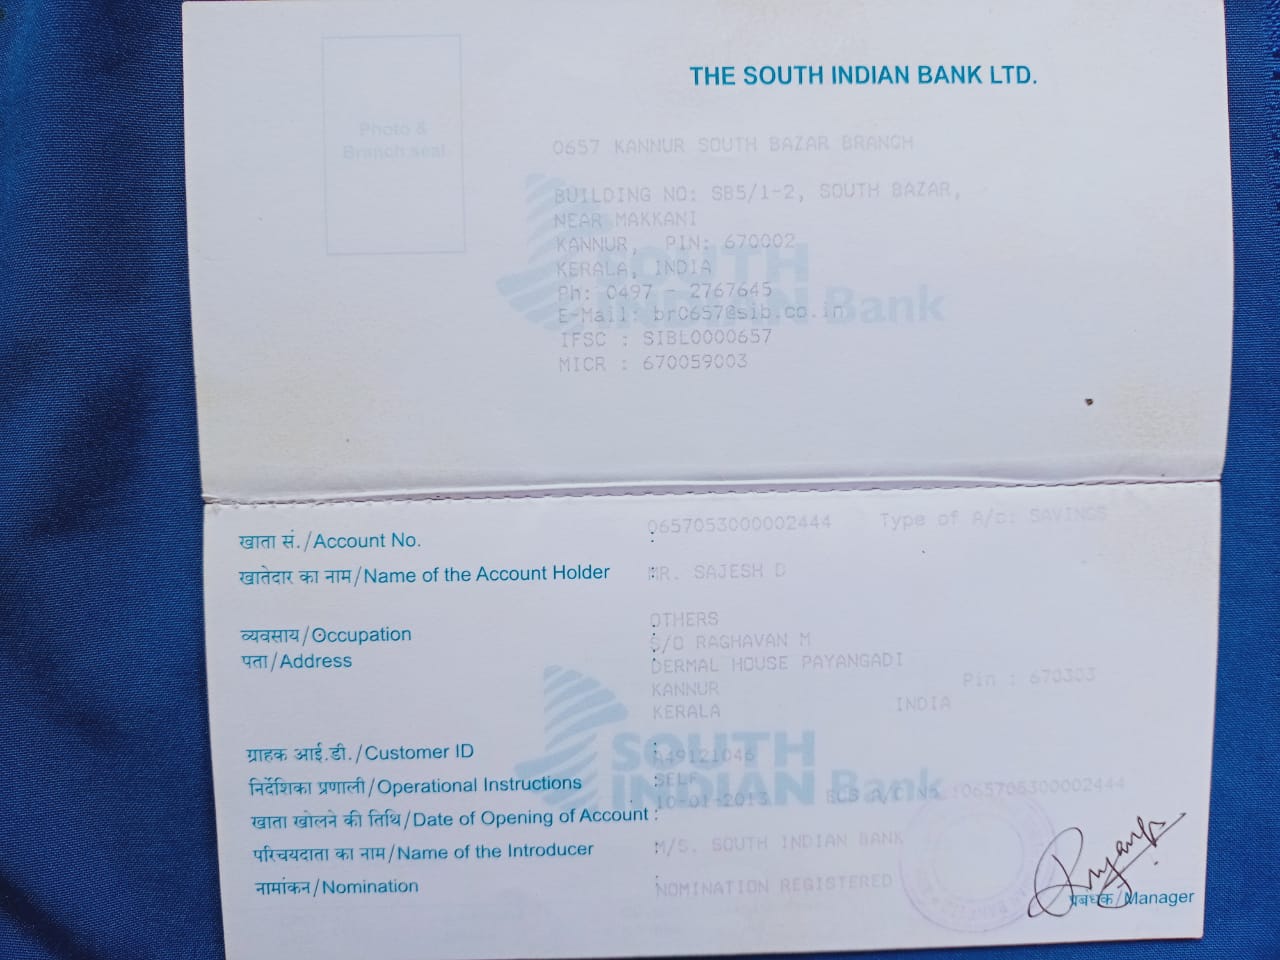 THE SOUTH INDIAN BANK LTD.
Photo &
Branch seal
0657 KANNUR SOUTH BAZAR BRANCH
BUILDING NO: SB5/1-2, SOUTH BAZAR,
NEAR MAKKANI
KANNUR, PIN: 670002
KERALA, INDIA
Ph: 0497 - 2767645
E-Mail: br0657@sib.co.in
IFSC : SIBL0000657
MICR : 670059003
SOUTH
INDIAN Bank
खाता सं./Account No. : 0657053000002444 Type of A/c: SAVINGS
खातेदार का नाम/Name of the Account Holder : MR. SAJESH D
व्यवसाय/Occupation : OTHERS
पता/Address : S/O RAGHAVAN M
DERMAL HOUSE PAYANGADI
KANNUR Pin : 670303
KERALA INDIA
ग्राहक आई.डी./Customer ID : A49121046
निर्देशिका प्रणाली/Operational Instructions : SELF
खाता खोलने की तिथि/Date of Opening of Account : 10-01-2013 ECS A/C No. :0657053000002444
परिचयदाता का नाम/Name of the Introducer M/S. SOUTH INDIAN BANK
नामांकन/Nomination : NOMINATION REGISTERED
SOUTH
INDIAN Bank
प्रबंधक/Manager